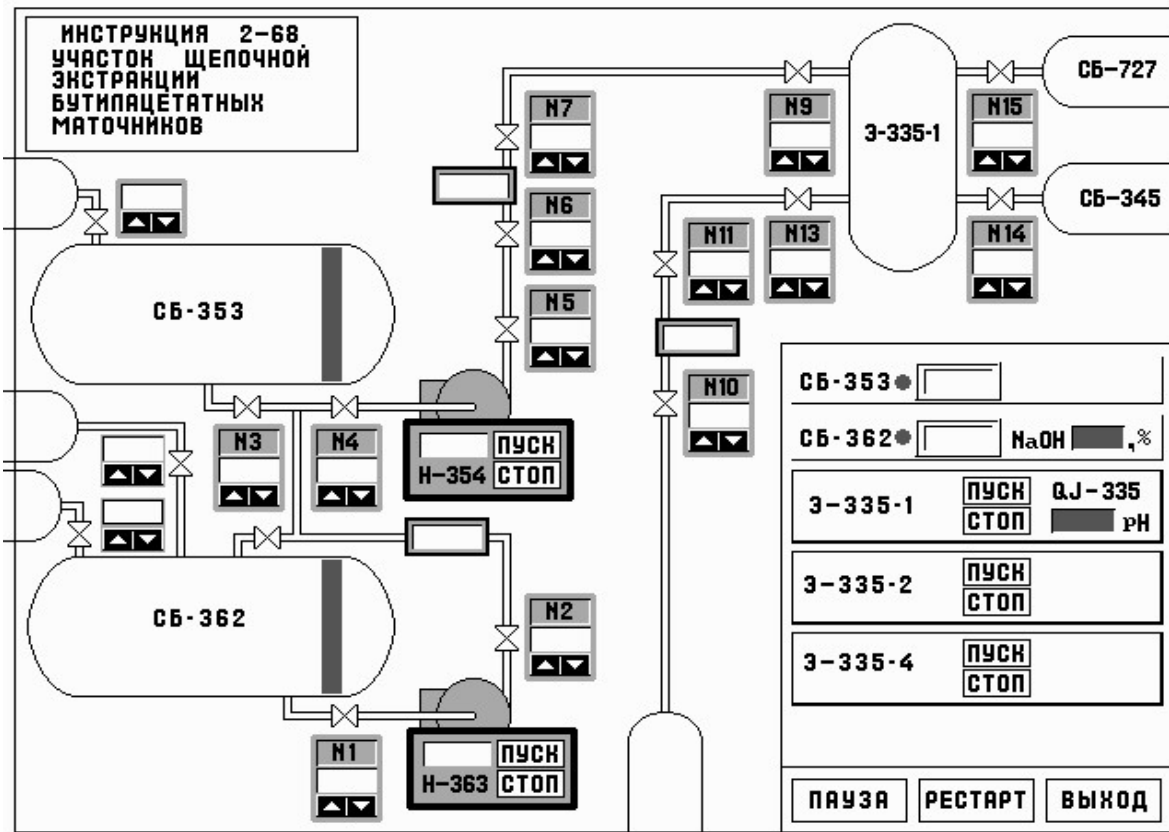 ИНСТРУКЦИЯ 2-68
УЧАСТОК ЩЕЛОЧНОЙ
ЭКСТРАКЦИИ
БУТИПАЦЕТАТНЫХ
МАТОЧНИКОВ
N7
N9
Э-335-1
N15
СБ-727
N6
N11
N13
N14
СБ-345
СБ-353
N5
N10
N3
N4
ПУСК
Н-354
СТОП
СБ-362
N2
N1
ПУСК
Н-363
СТОП
СБ-353
СБ-362
NaOH ,%
Э-335-1
ПУСК
QJ-335
СТОП
pH
Э-335-2
ПУСК
СТОП
Э-335-4
ПУСК
СТОП
ПАУЗА
РЕСТАРТ
ВЫХОД